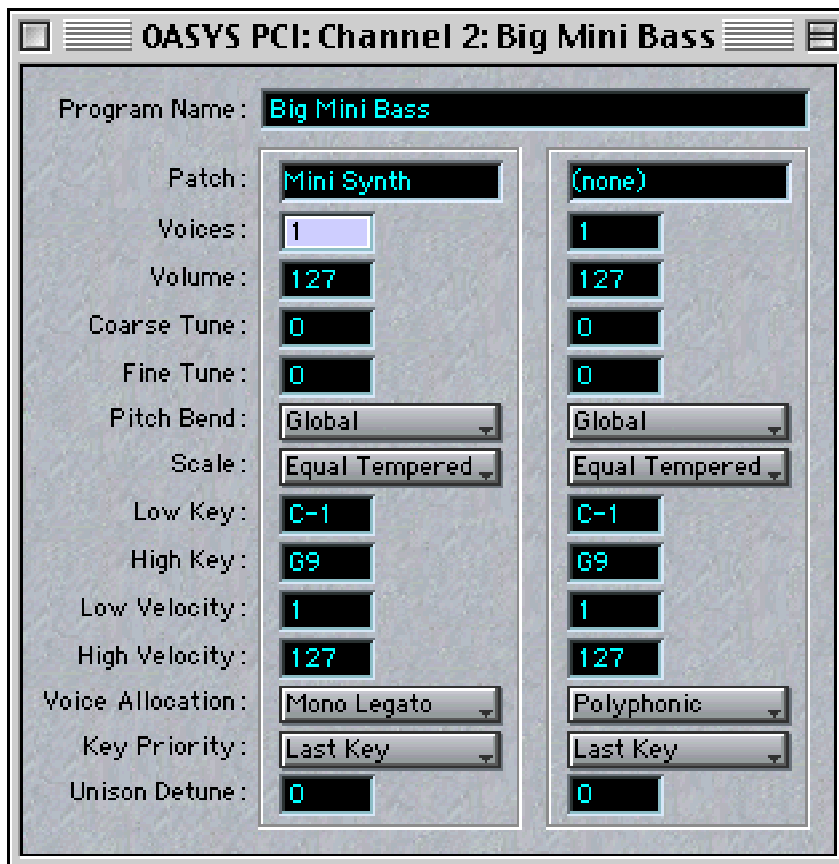 OASYS PCI: Channel 2: Big Mini Bass
Program Name: Big Mini Bass
Patch: Mini Synth (none)
Voices: 1 1
Volume: 127 127
Coarse Tune: 0 0
Fine Tune: 0 0
Pitch Bend: Global Global
Scale: Equal Tempered Equal Tempered
Low Key: C-1 C-1
High Key: G9 G9
Low Velocity: 1 1
High Velocity: 127 127
Voice Allocation: Mono Legato Polyphonic
Key Priority: Last Key Last Key
Unison Detune: 0 0